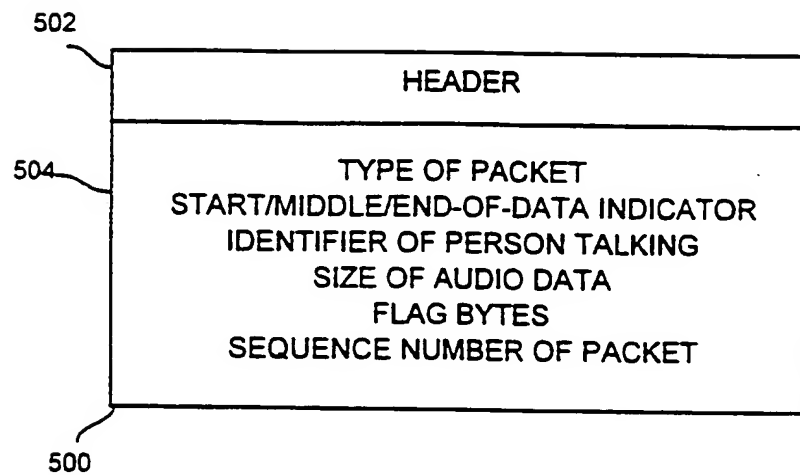 502
HEADER
504
TYPE OF PACKET
START/MIDDLE/END-OF-DATA INDICATOR
IDENTIFIER OF PERSON TALKING
SIZE OF AUDIO DATA
FLAG BYTES
SEQUENCE NUMBER OF PACKET
500